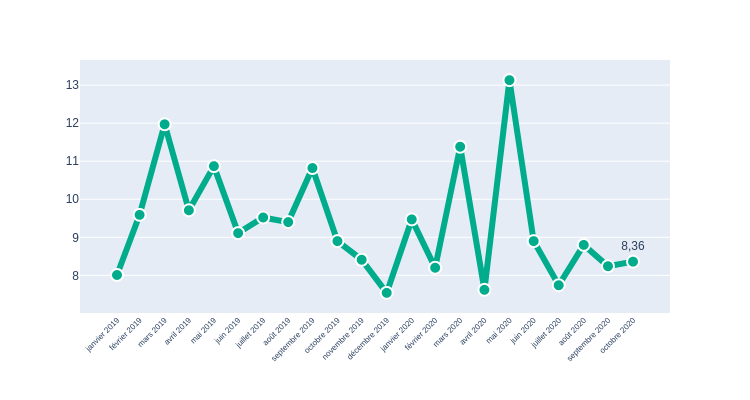 13
12
11
10
9
8
8,36
janvier 2019
février 2019
mars 2019
avril 2019
mai 2019
juin 2019
juillet 2019
août 2019
septembre 2019
octobre 2019
novembre 2019
décembre 2019
janvier 2020
février 2020
mars 2020
avril 2020
mai 2020
juin 2020
juillet 2020
août 2020
septembre 2020
octobre 2020